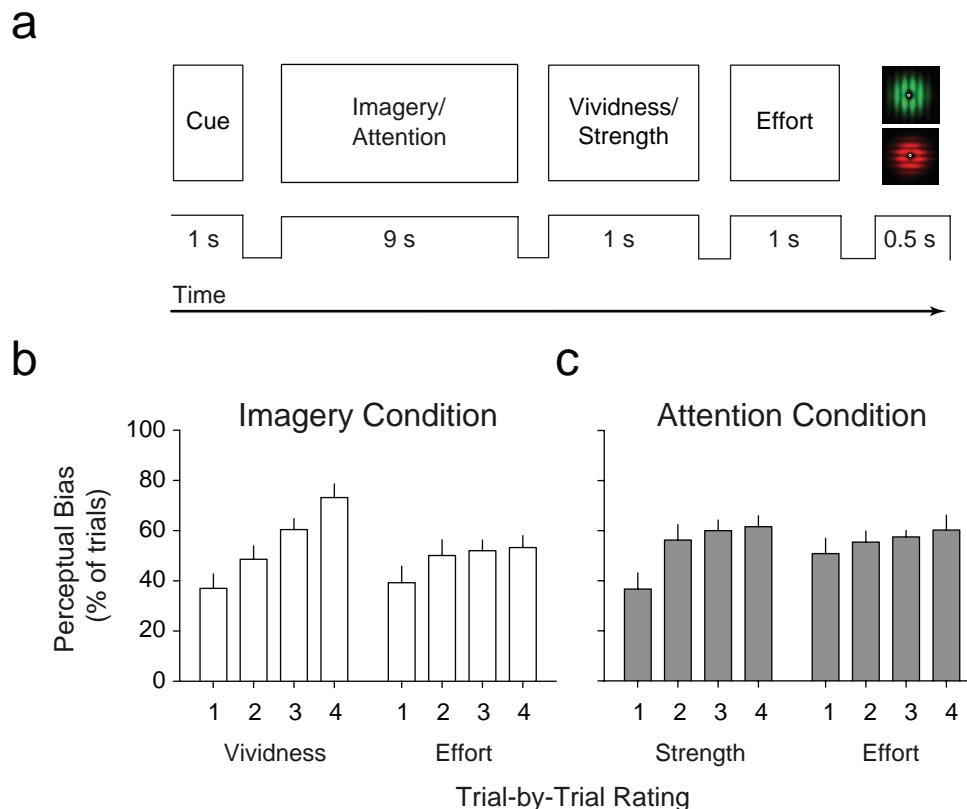 a
Cue
Imagery/
Attention
Vividness/
Strength
Effort
1 s
9 s
1 s
1 s
0.5 s
Time
b
c
Imagery Condition
Attention Condition
Perceptual Bias
(% of trials)
100
80
60
40
20
0
1 2 3 4 1 2 3 4
1 2 3 4 1 2 3 4
Vividness
Effort
Strength
Effort
Trial-by-Trial Rating